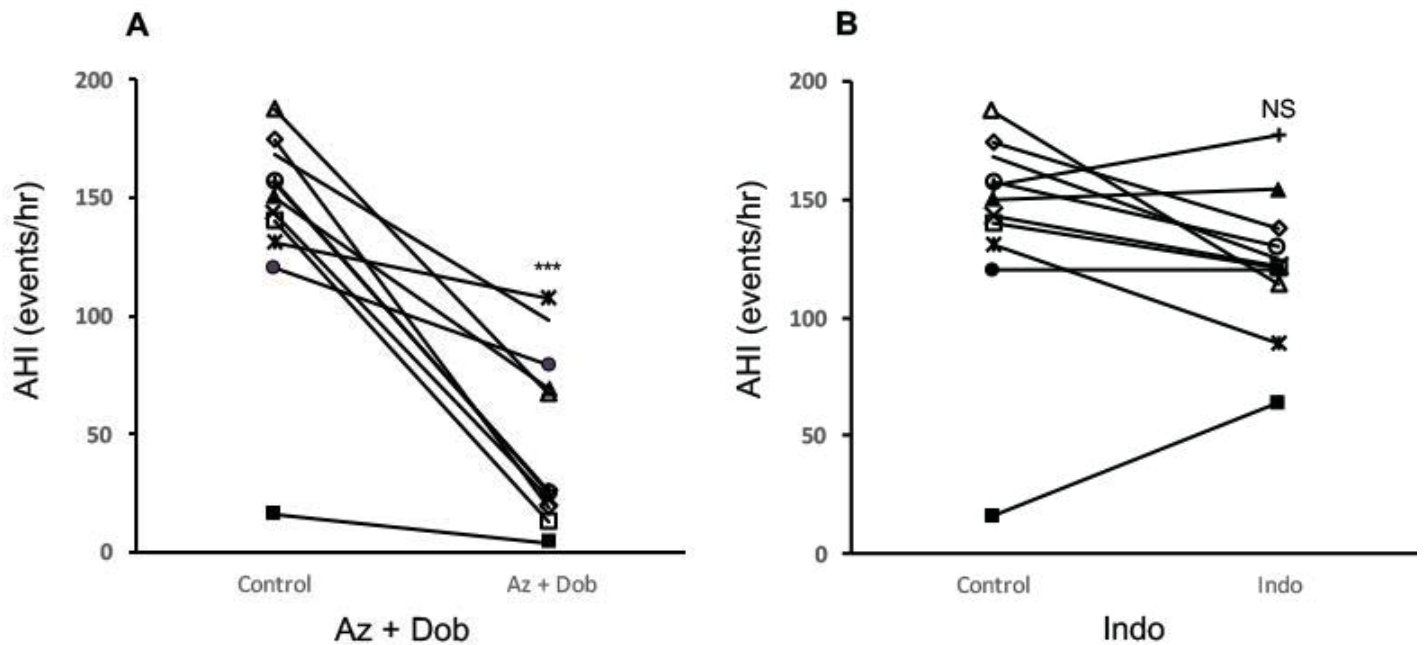 A
AHI (events/hr)
200
150
100
50
0
***
Control
Az + Dob
Az + Dob
B
AHI (events/hr)
200
150
100
50
0
NS
Control
Indo
Indo